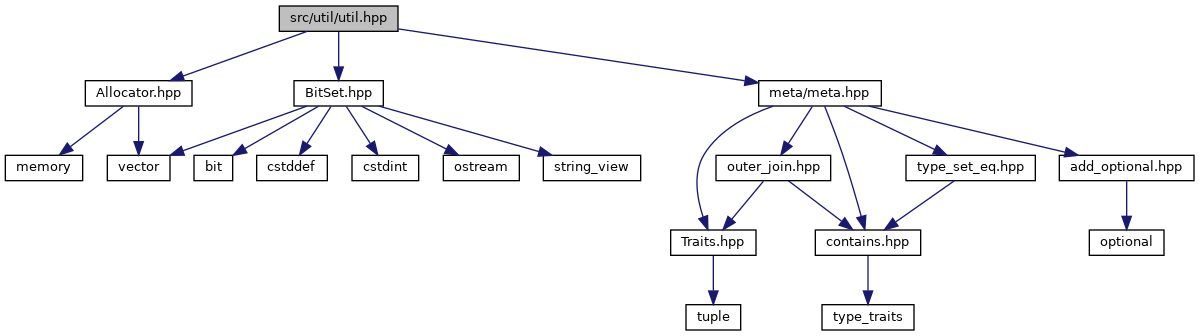 src/util/util.hpp
Allocator.hpp
BitSet.hpp
meta/meta.hpp
memory
vector
bit
cstddef
cstdint
ostream
string_view
outer_join.hpp
type_set_eq.hpp
add_optional.hpp
Traits.hpp
contains.hpp
optional
tuple
type_traits